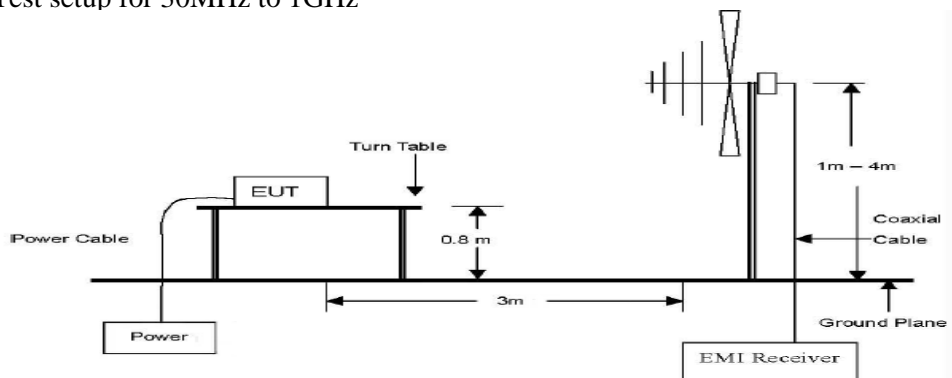 Test setup for 30MHz to 1GHz
Turn Table
EUT
1m – 4m
Power Cable
0.8 m
Coaxial
Cable
3m
Ground Plane
Power
EMI Receiver